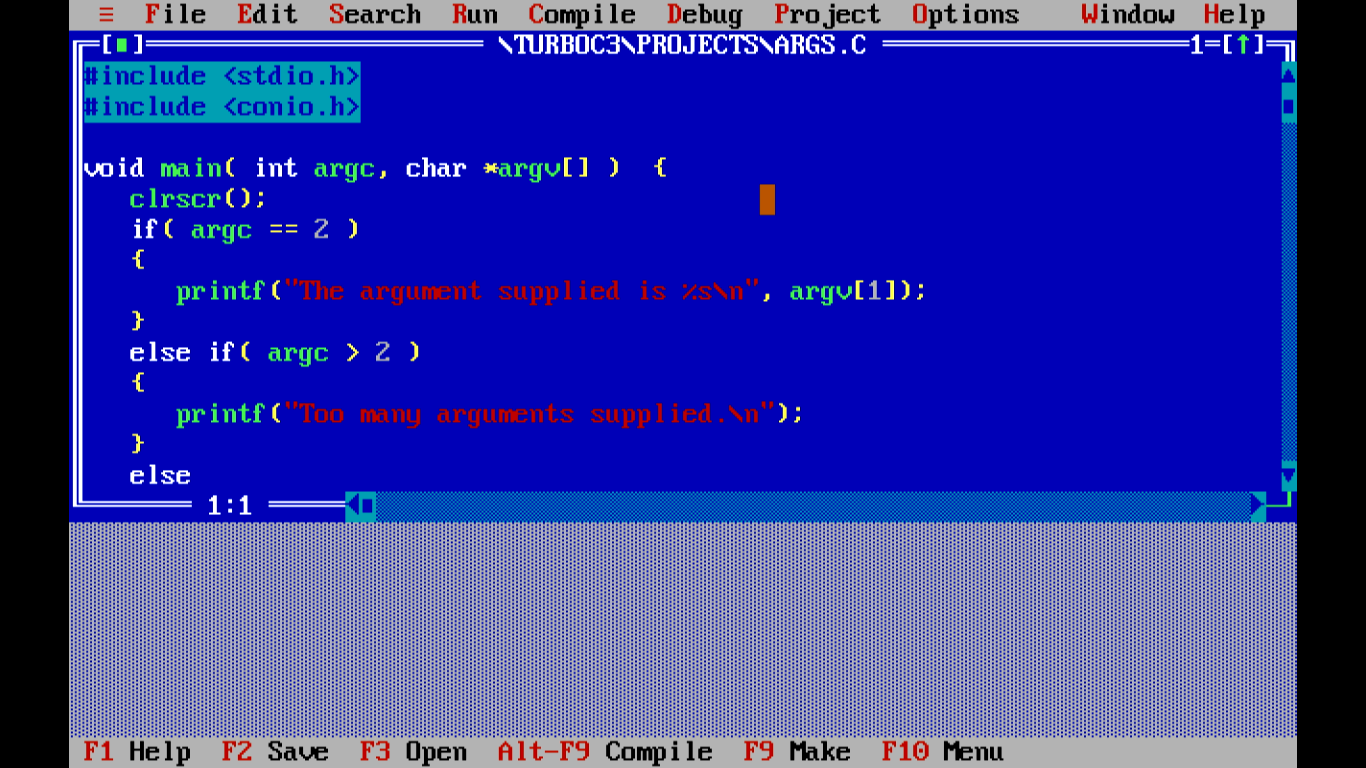 ≡ File Edit Search Run Compile Debug Project Options Window Help
[■] \TURBOC3\PROJECTS\ARGS.C 1=[↑]
#include <stdio.h>
#include <conio.h>
void main( int argc, char *argv[] ) {
clrscr();
if( argc == 2 )
{
printf("The argument supplied is %s\n", argv[1]);
}
else if( argc > 2 )
{
printf("Too many arguments supplied.\n");
}
else
1:1
F1 Help F2 Save F3 Open Alt-F9 Compile F9 Make F10 Menu